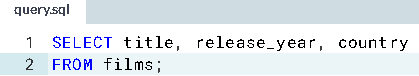 query.sql
1 SELECT title, release_year, country
2 FROM films;